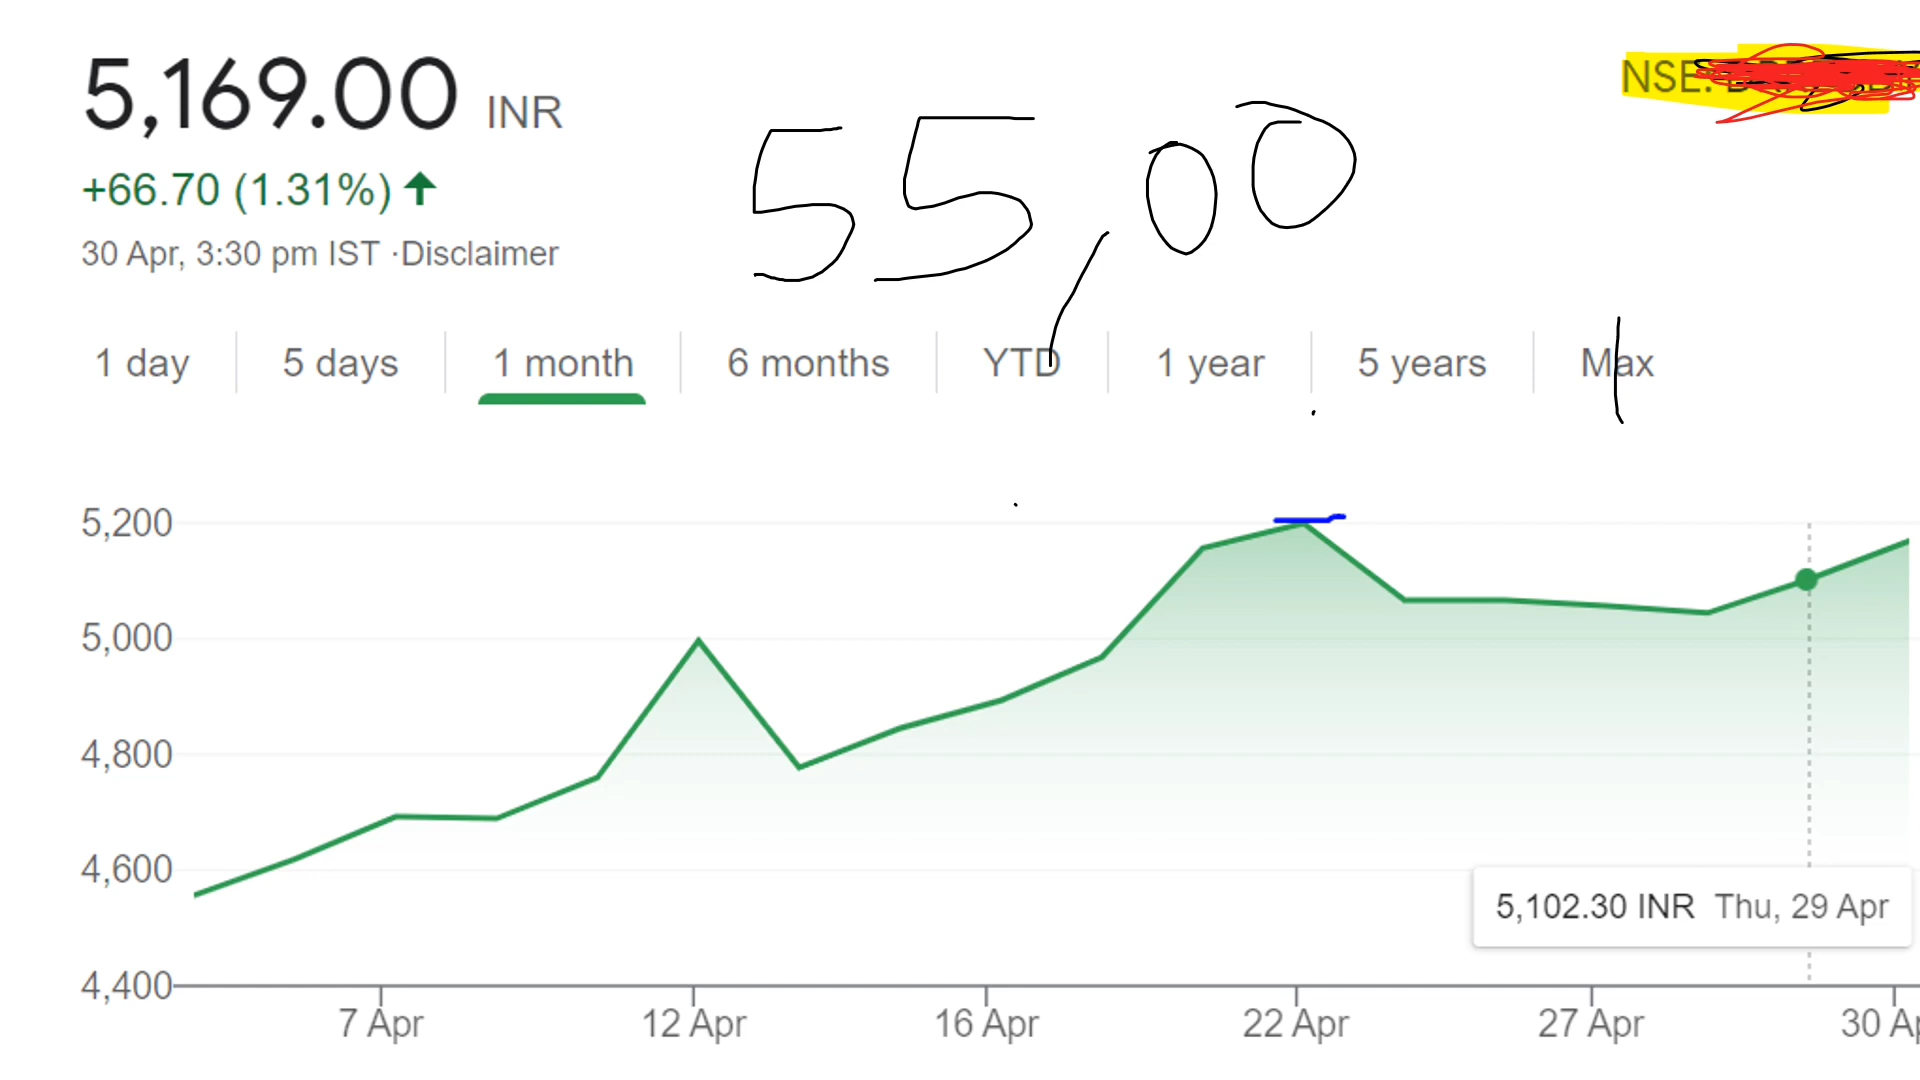 5,169.00 INR
NSE:
+66.70 (1.31%)
55,00
30 Apr, 3:30 pm IST ·Disclaimer
1 day 5 days 1 month 6 months YTD 1 year 5 years Max
5,200
5,000
4,800
4,600
5,102.30 INR Thu, 29 Apr
4,400
7 Apr 12 Apr 16 Apr 22 Apr 27 Apr 30 Ap